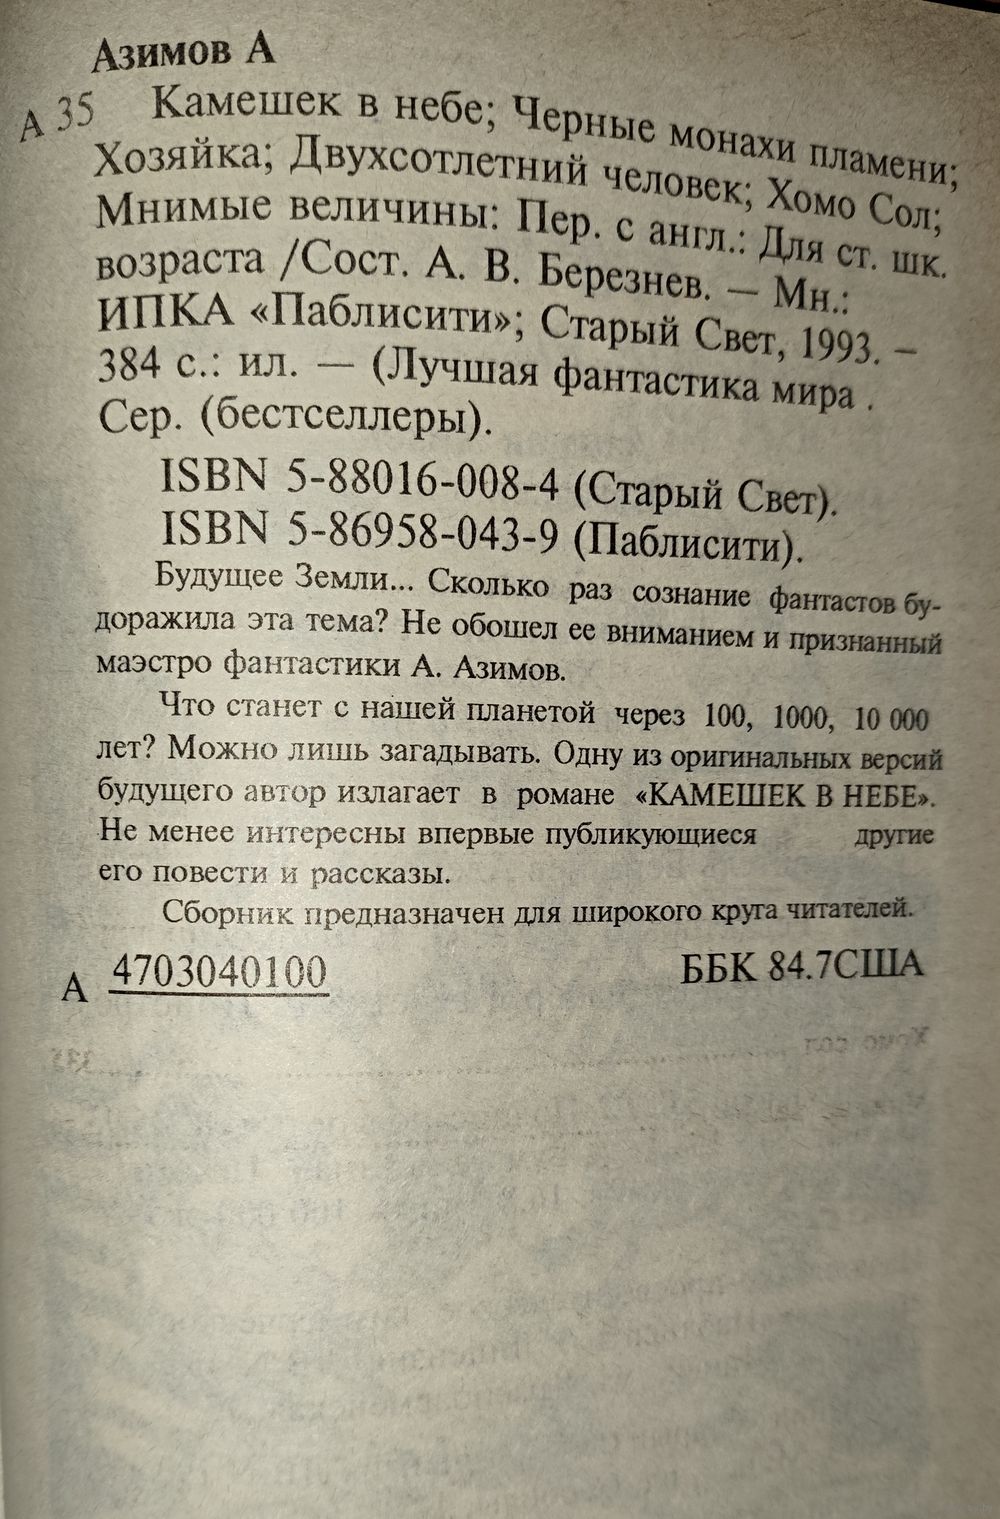 Азимов А
А 35 Камешек в небе; Черные монахи пламени;
Хозяйка; Двухсотлетний человек; Хомо Сол;
Мнимые величины: Пер. с англ.: Для ст. шк.
возраста /Сост. А. В. Березнев. — Мн.:
ИПКА «Паблисити»; Старый Свет, 1993. –
384 с.: ил. — (Лучшая фантастика мира .
Сер. (бестселлеры).
ISBN 5-88016-008-4 (Старый Свет).
ISBN 5-86958-043-9 (Паблисити).
Будущее Земли... Сколько раз сознание фантастов бу-
доражила эта тема? Не обошел ее вниманием и признанный
маэстро фантастики А. Азимов.
Что станет с нашей планетой через 100, 1000, 10 000
лет? Можно лишь загадывать. Одну из оригинальных версий
будущего автор излагает в романе «КАМЕШЕК В НЕБЕ».
Не менее интересны впервые публикующиеся другие
его повести и рассказы.
Сборник предназначен для широкого круга читателей.
А 4703040100 ББК 84.7США